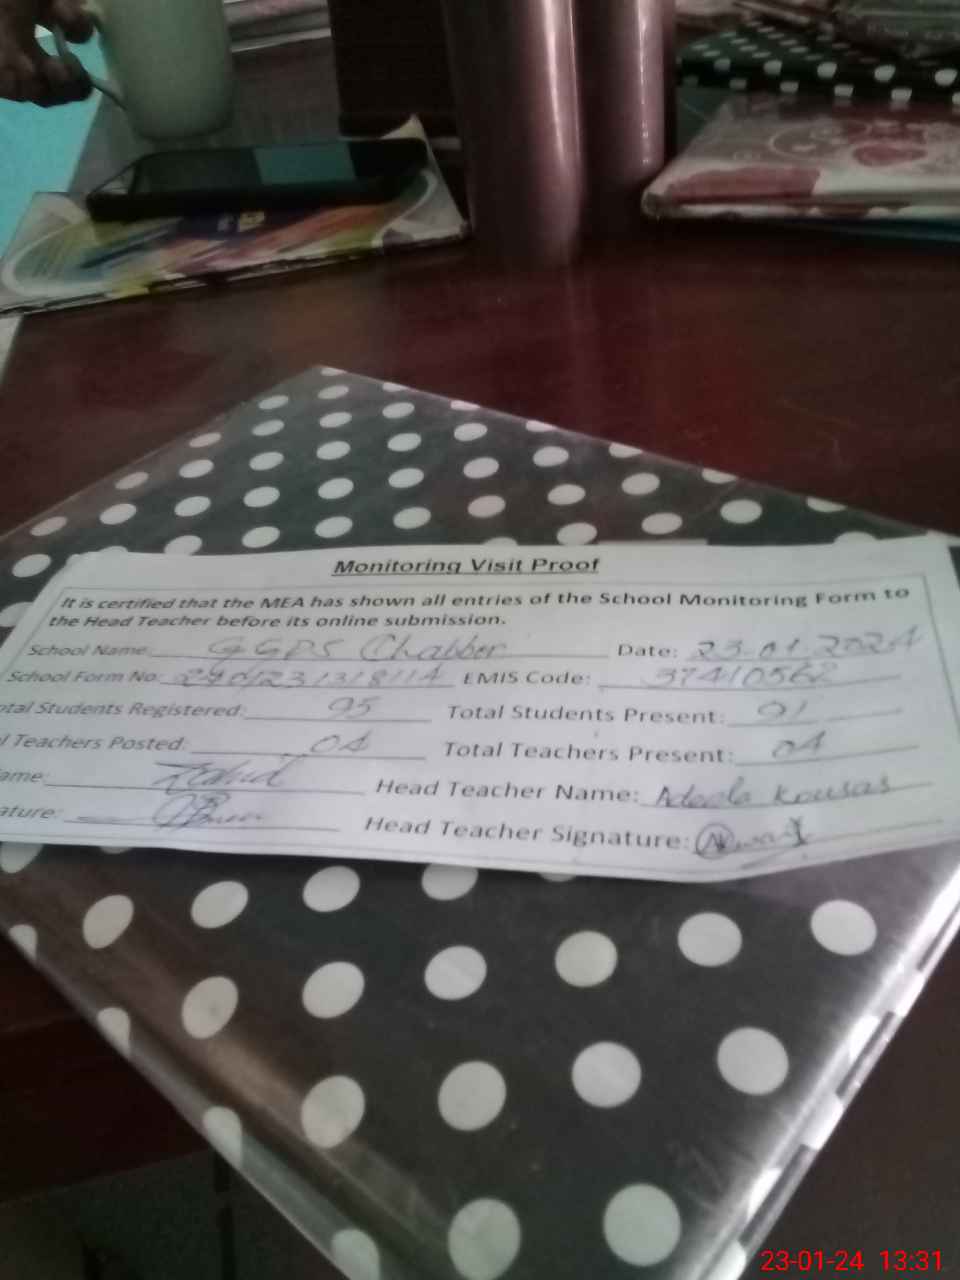 Monitoring Visit Proof
It is certified that the MEA has shown all entries of the School Monitoring Form to
the Head Teacher before its online submission.
School Name: GGPS Chabber Date: 23-01-2024
School Form No: EMIS Code: 37410562
otal Students Registered: 95 Total Students Present: 91
l Teachers Posted: 04 Total Teachers Present: 04
ame: Zahid Head Teacher Name: Adeela Kousas
ature: Head Teacher Signature:
23-01-24 13:31